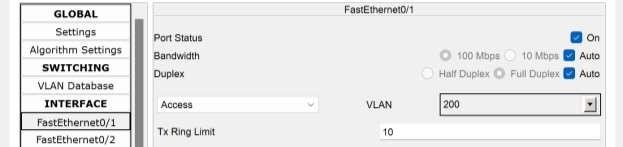 GLOBAL
Settings
Algorithm Settings
SWITCHING
VLAN Database
INTERFACE
FastEthernet0/1
FastEthernet0/2
FastEthernet0/1
Port Status On
Bandwidth 100 Mbps 10 Mbps Auto
Duplex Half Duplex Full Duplex Auto
Access VLAN 200
Tx Ring Limit 10